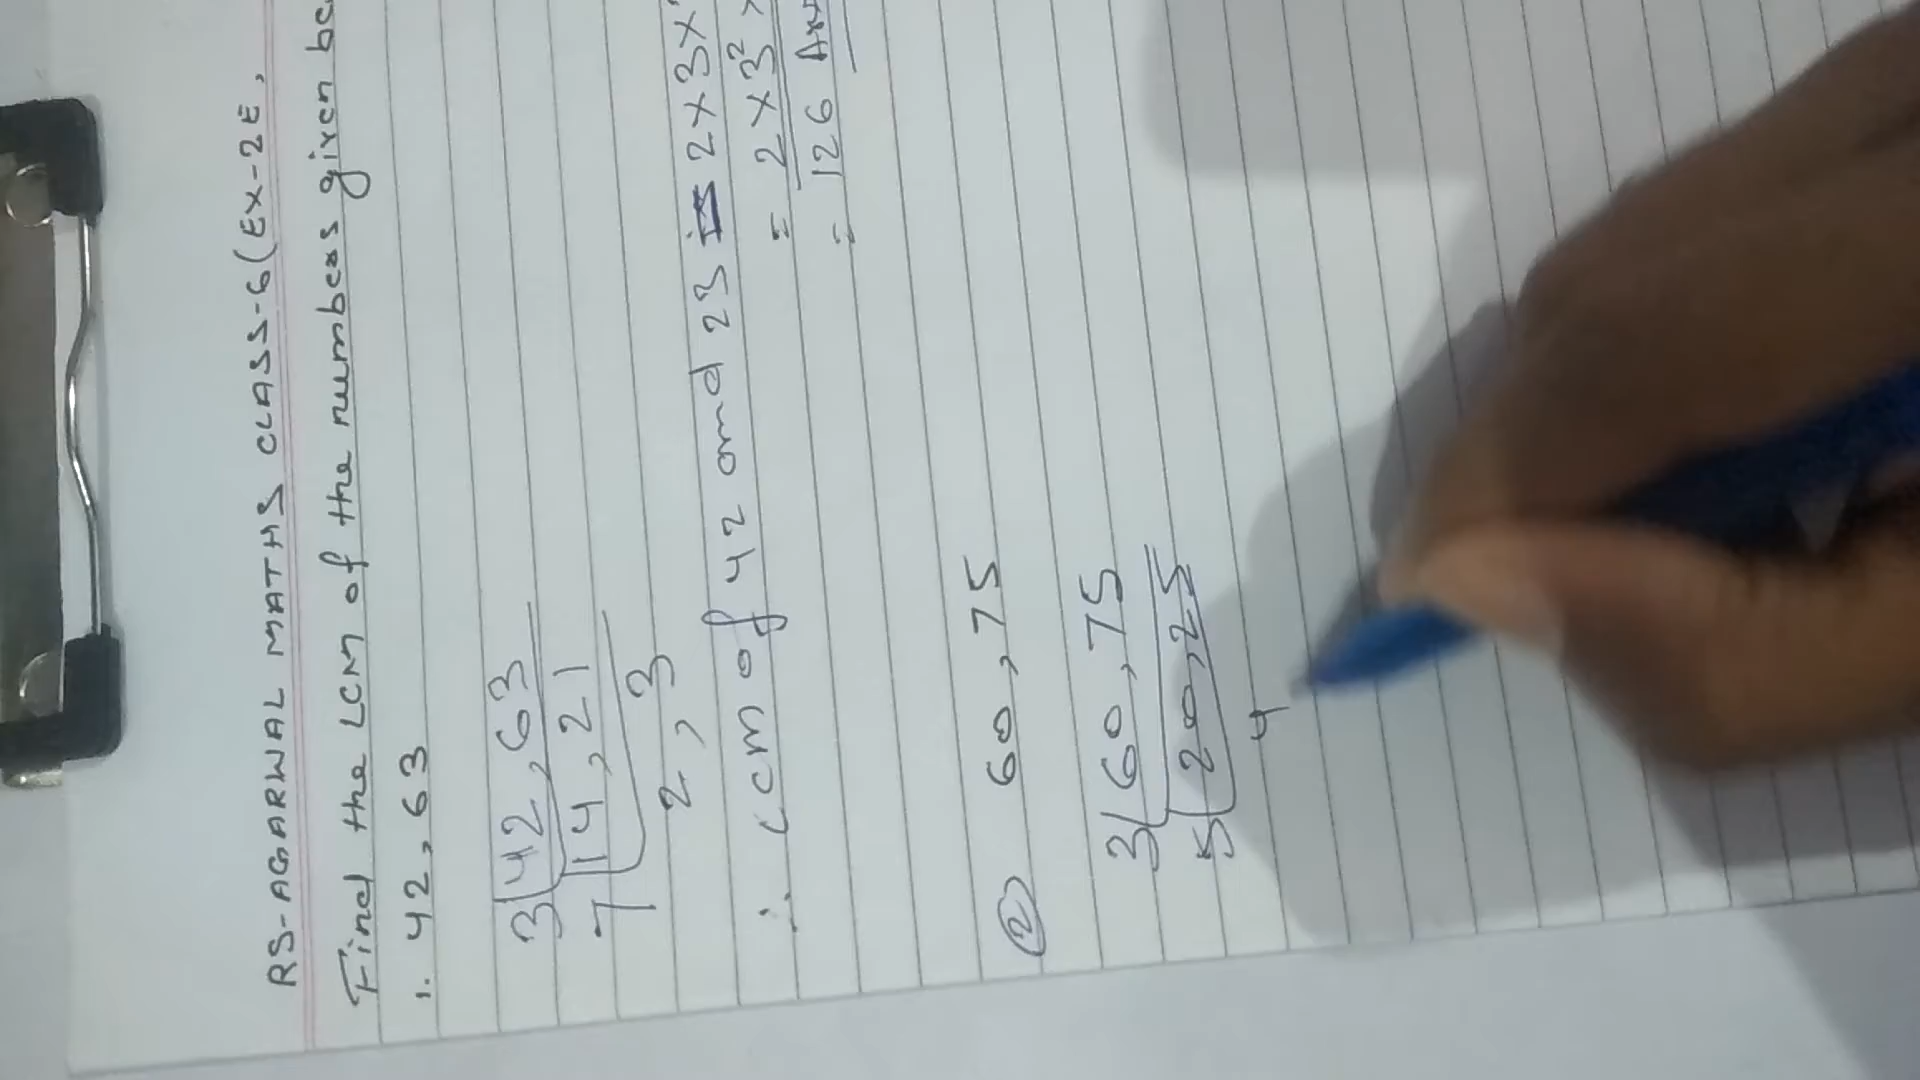 RS-AGARWAL MATHS CLASS-6(EX-2E,
Find the LCM of the numbers given be
1. 42, 63
3 42, 63
7 14, 21
2, 3
∴ LCM of 42 and 23 is 2×3×
= 2×3²×
= 126 Ans
② 60, 75
3 60, 75
5 20, 25
4